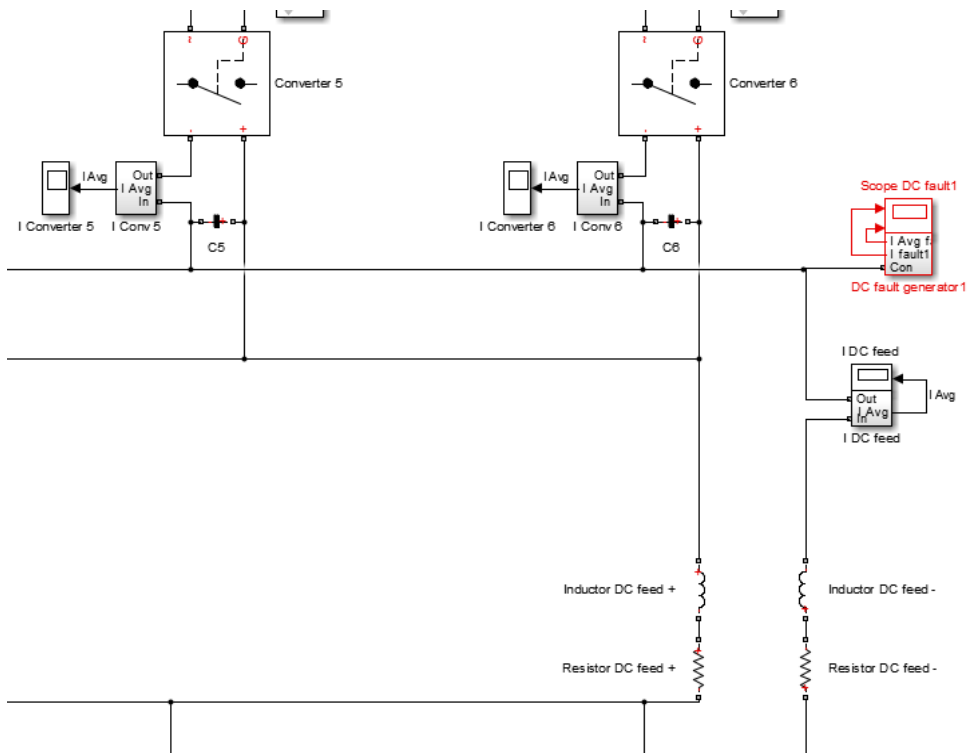 ~
G
~
G
Converter 5
Converter 6
-
+
-
+
Out
I Avg
I Avg
In
Out
I Avg
I Avg
In
Scope DC fault1
I Converter 5
I Conv 5
I Converter 6
I Conv 6
C5
C6
I Avg f
I fault1
Con
DC fault generator1
I DC feed
Out
I Avg
In
I Avg
I DC feed
Inductor DC feed +
Inductor DC feed -
Resistor DC feed +
Resistor DC feed -